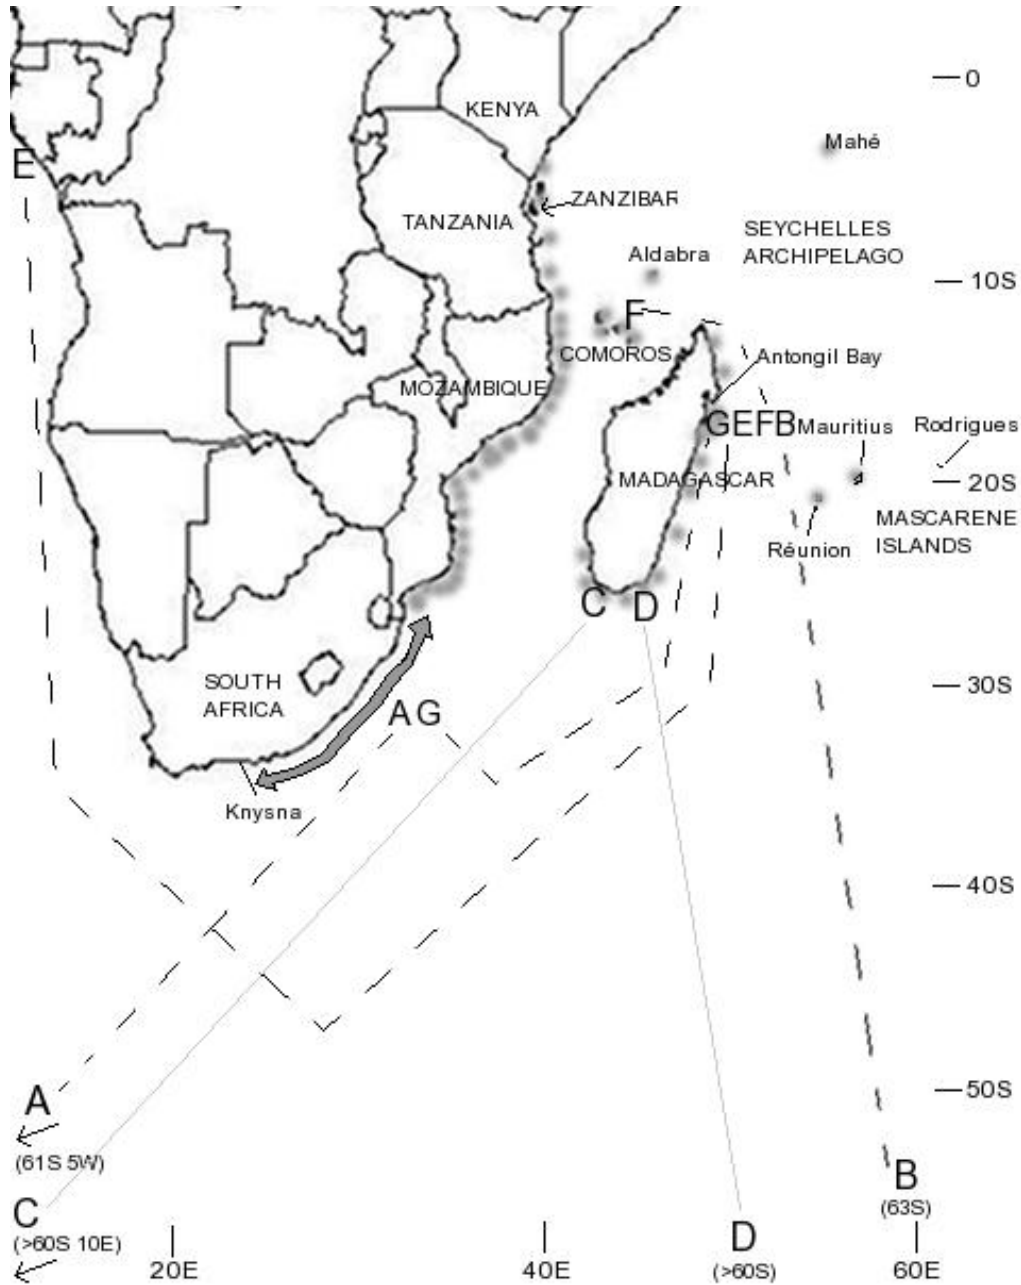 0
KENYA
Mahé
E
ZANZIBAR
TANZANIA
SEYCHELLES
ARCHIPELAGO
Aldabra
10S
F
COMOROS
Antongil Bay
MOZAMBIQUE
GEFB
Mauritius
Rodrigues
MADAGASCAR
20S
MASCARENE
ISLANDS
Réunion
C
D
SOUTH
AFRICA
30S
A G
Knysna
40S
50S
A
(61S 5W)
B
(63S)
C
(>60S 10E)
D
(>60S)
20E
40E
60E